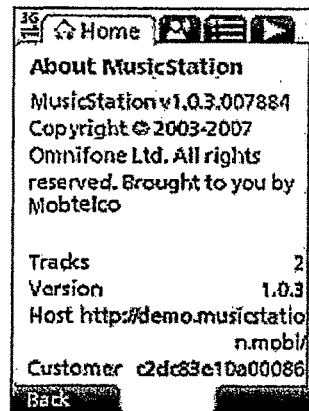 3G
Home
About MusicStation
MusicStation v1.0.3.007884
Copyright © 2003-2007
Omnifone Ltd. All rights
reserved. Brought to you by
Mobtelco
Tracks 2
Version 1.0.3
Host http://demo.musicstatio
n.mobi/
Customer c2dc83e10a00086
Back